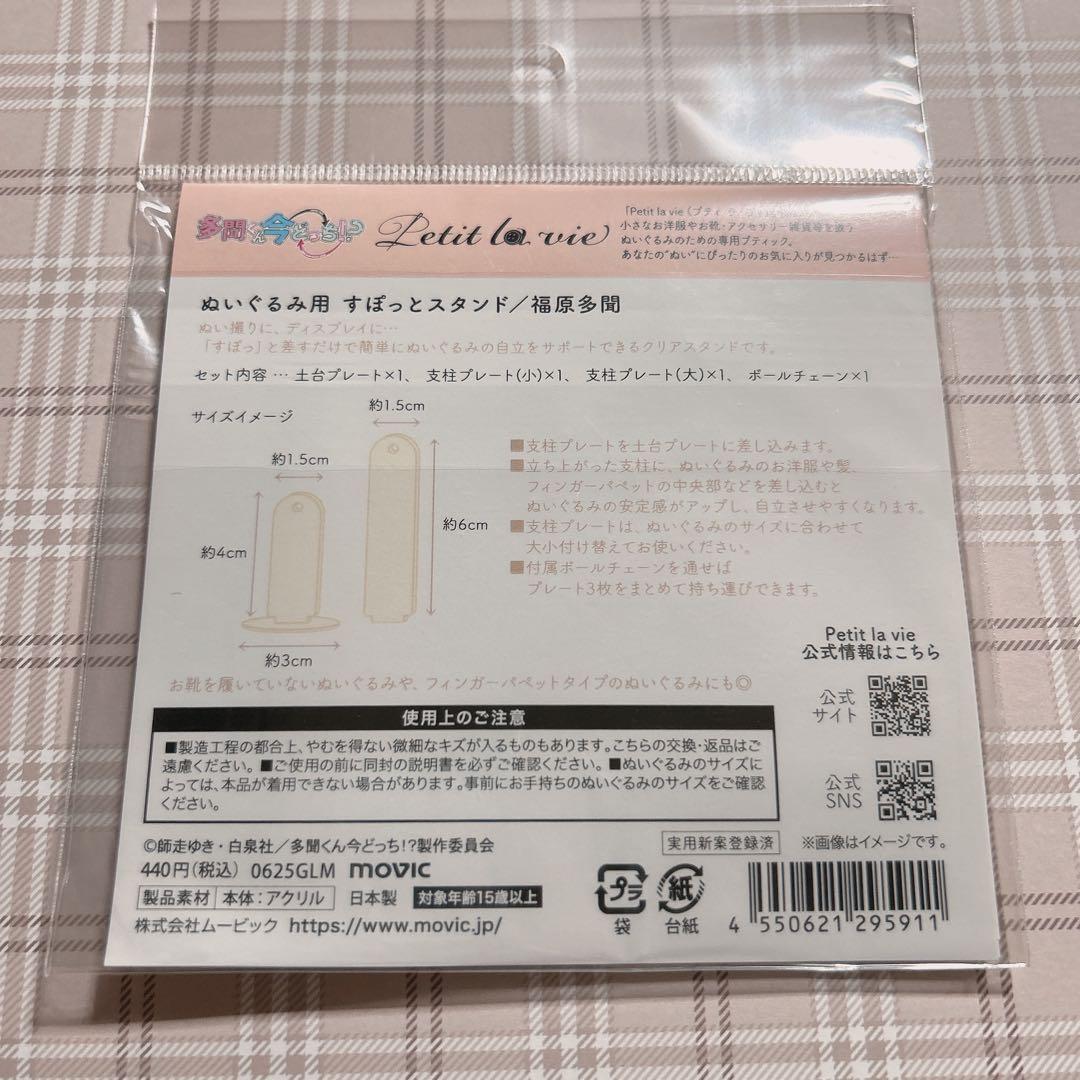 多聞くん今どっち!?
Petit la vie
「Petit la vie（プティ
小さなお洋服やお靴・アクセサリー雑貨等を扱う
ぬいぐるみのための専用ブティック。
あなたの"ぬい"にぴったりのお気に入りが見つかるはず…
ぬいぐるみ用 すぽっとスタンド／福原多聞
ぬい撮りに、ディスプレイに…
「すぽっ」と差すだけで簡単にぬいぐるみの自立をサポートできるクリアスタンドです。
セット内容 … 土台プレート×1、 支柱プレート(小)×1、 支柱プレート(大)×1、 ボールチェーン×1
サイズイメージ
約1.5cm
約1.5cm
約4cm
約6cm
約3cm
■支柱プレートを土台プレートに差し込みます。
■立ち上がった支柱に、ぬいぐるみのお洋服や髪、
フィンガーパペットの中央部などを差し込むと
ぬいぐるみの安定感がアップし、自立させやすくなります。
■支柱プレートは、ぬいぐるみのサイズに合わせて
大小付け替えてお使いください。
■付属ボールチェーンを通せば
プレート3枚をまとめて持ち運びできます。
お靴を履いていないぬいぐるみや、フィンガーパペットタイプのぬいぐるみにも◎
Petit la vie
公式情報はこちら
公式
サイト
公式
SNS
使用上のご注意
■製造工程の都合上、やむを得ない微細なキズが入るものもあります。こちらの交換・返品はご
遠慮ください。■ご使用の前に同封の説明書を必ずご確認ください。■ぬいぐるみのサイズに
よっては、本品が着用できない場合があります。事前にお手持ちのぬいぐるみのサイズをご確認
ください。
©師走ゆき・白泉社／多聞くん今どっち!?製作委員会
実用新案登録済
※画像はイメージです。
440円(税込) 0625GLM movic
製品素材 本体：アクリル 日本製 対象年齢15歳以上
株式会社ムービック https://www.movic.jp/
プラ
袋
紙
台紙
4 550621 295911